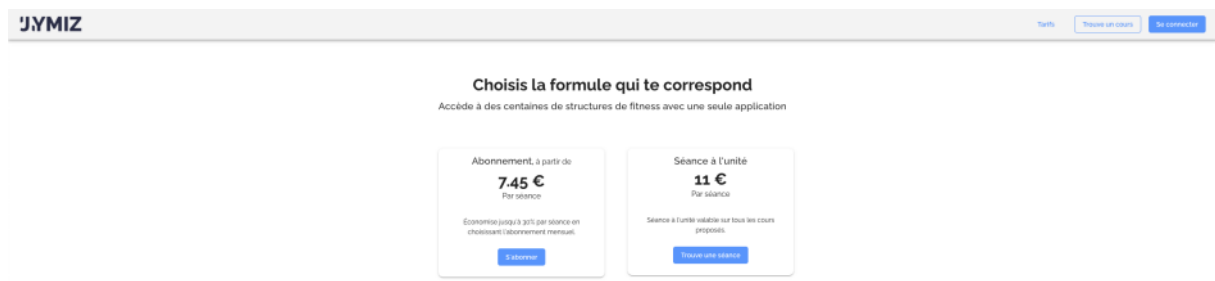 JYMIZ
Tarifs
Trouve un cours
Se connecter
Choisis la formule qui te correspond
Accède à des centaines de structures de fitness avec une seule application
Abonnement, à partir de
7.45 €
Par séance
Économise jusqu'à 30% par séance en
choisissant l'abonnement mensuel.
S'abonner
Séance à l'unité
11 €
Par séance
Séance à l'unité valable sur tous les cours
proposés.
Trouve une séance